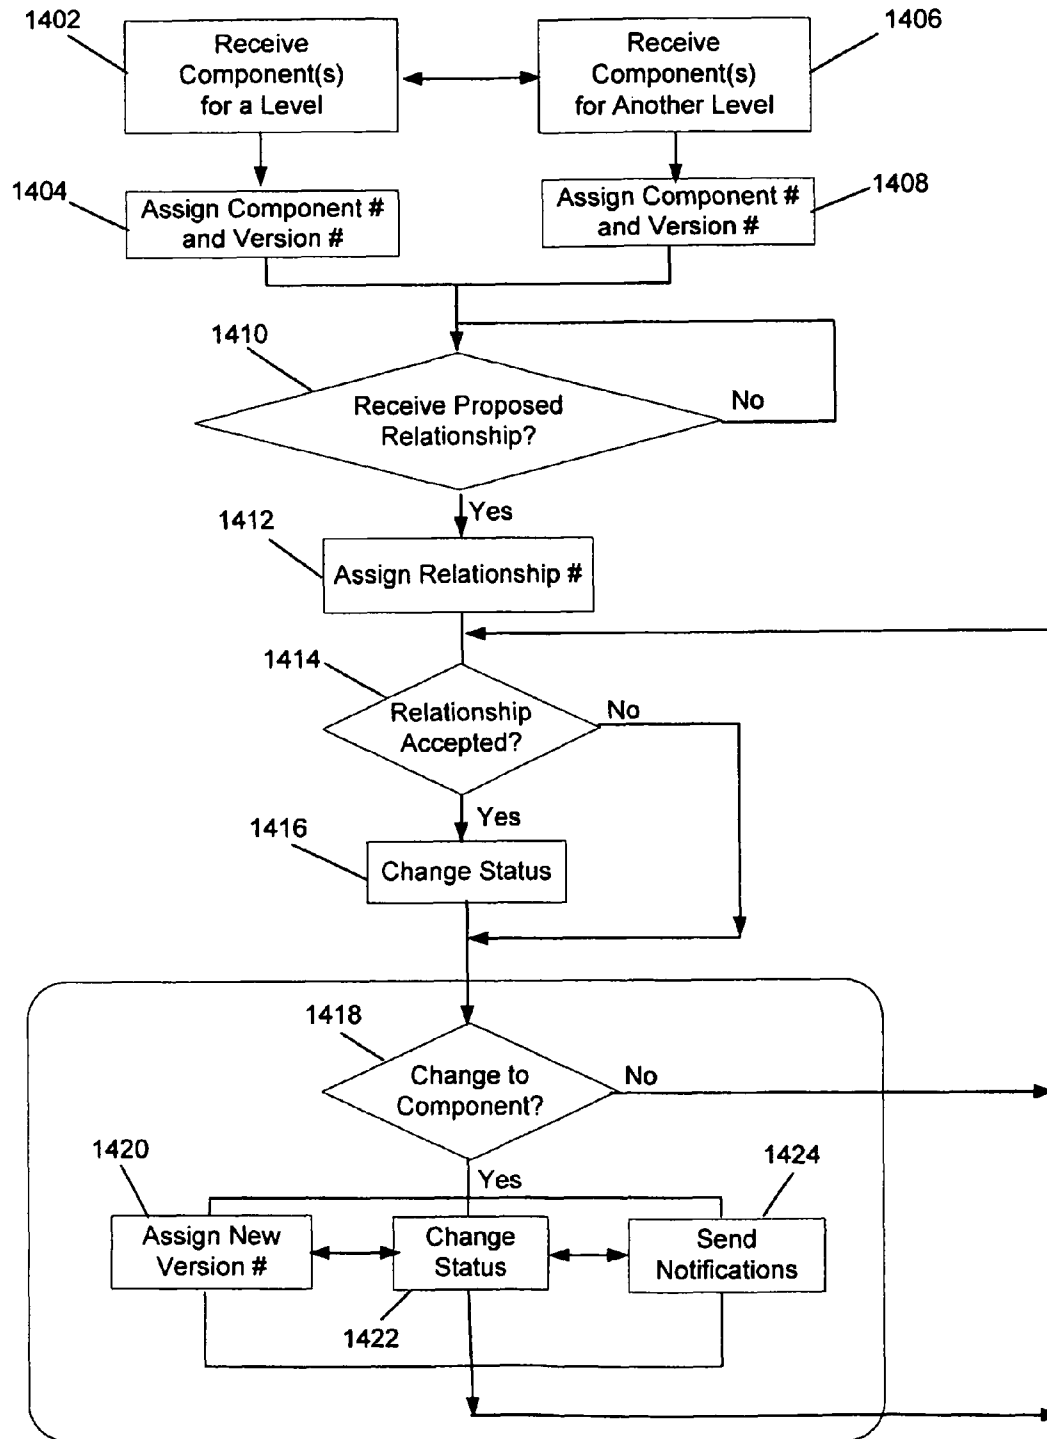 1402
Receive
Component(s)
for a Level
1406
Receive
Component(s)
for Another Level
1404
Assign Component #
and Version #
1408
Assign Component #
and Version #
1410
Receive Proposed
Relationship?
No
Yes
1412
Assign Relationship #
1414
Relationship
Accepted?
No
Yes
1416
Change Status
1418
Change to
Component?
No
Yes
1420
Assign New
Version #
Change
Status
1422
1424
Send
Notifications